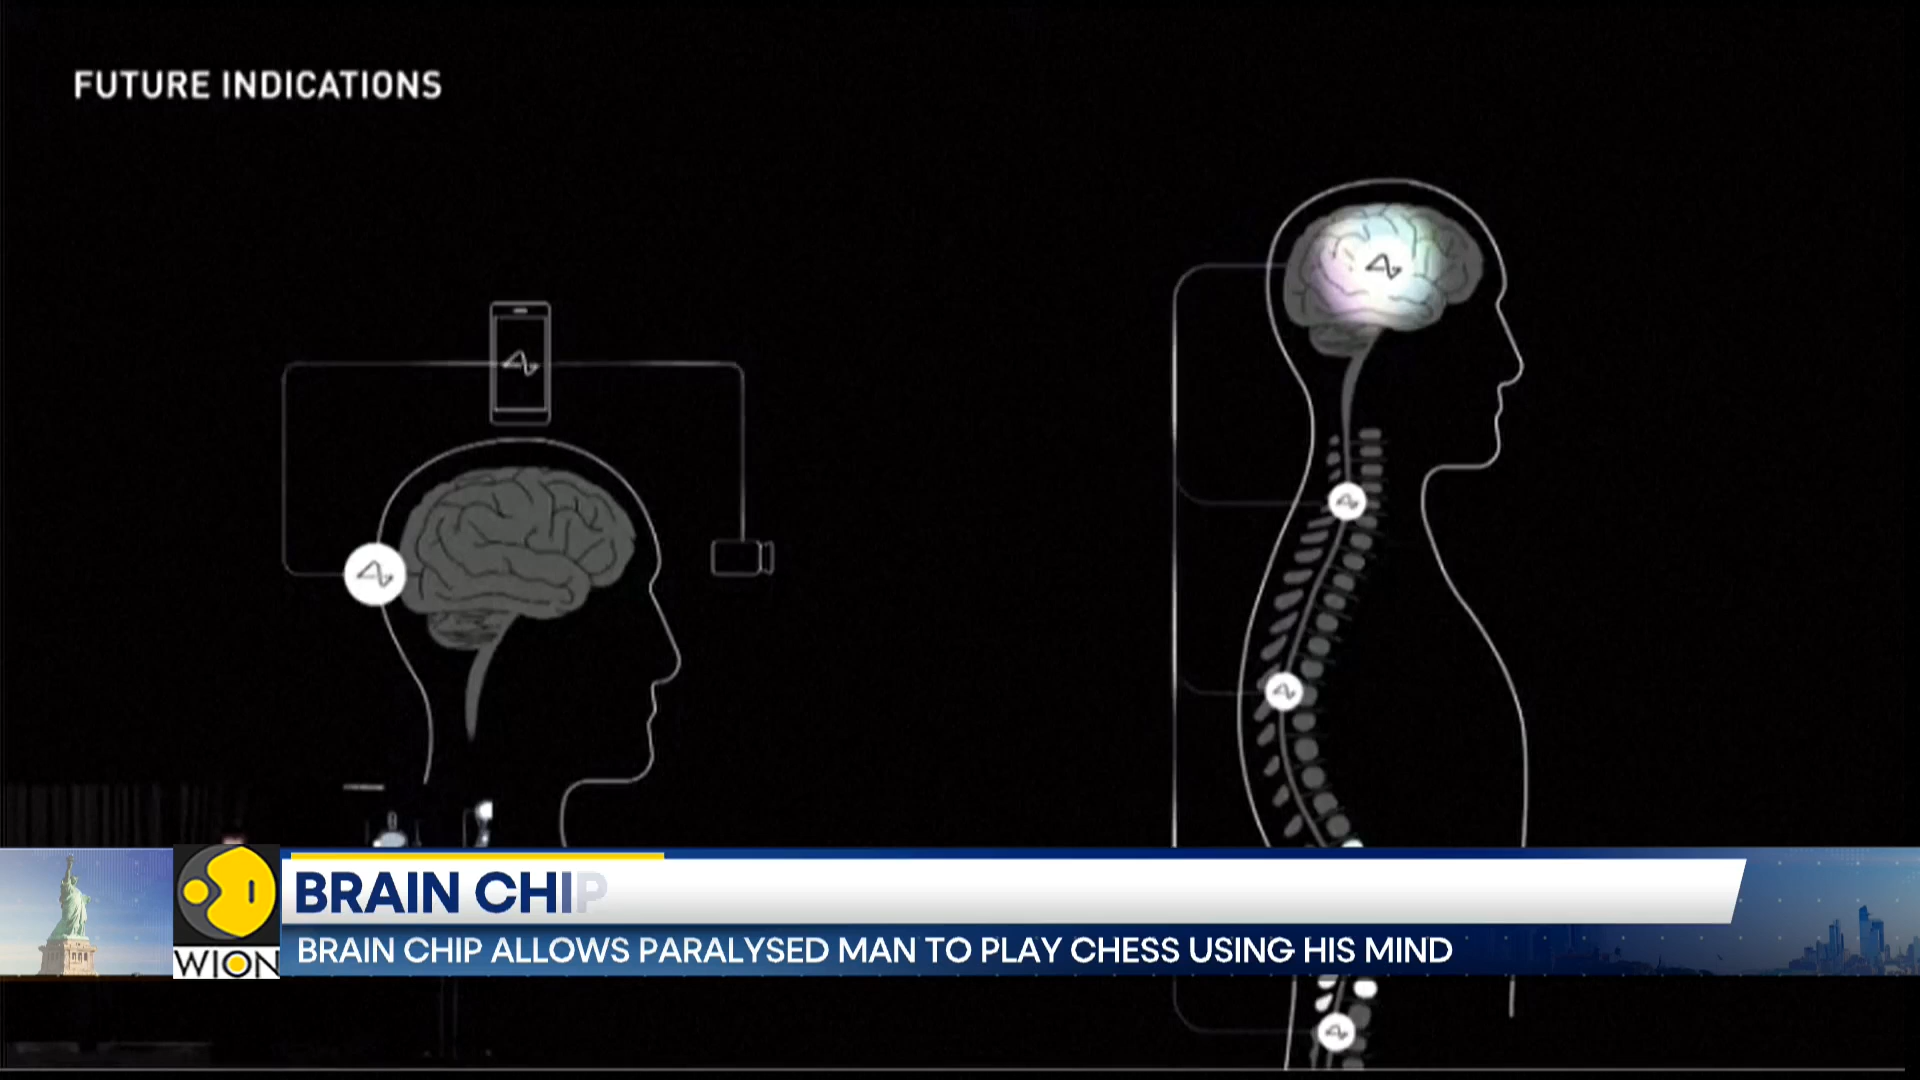 FUTURE INDICATIONS
BRAIN CHIP
BRAIN CHIP ALLOWS PARALYSED MAN TO PLAY CHESS USING HIS MIND
WION